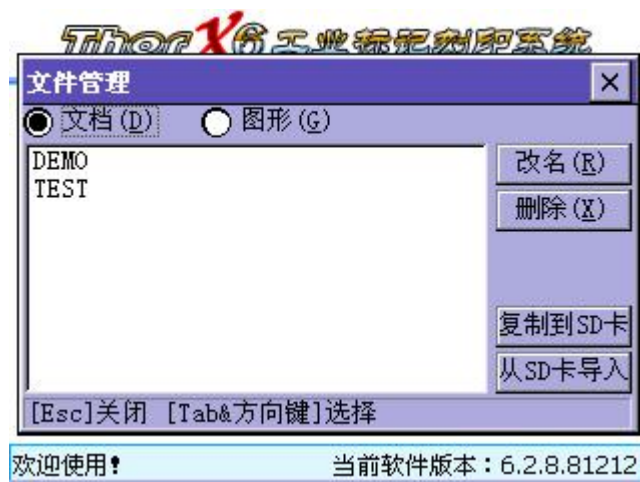 ThorX6工业标记刻印系统
文件管理
文档(D) 图形(G)
DEMO
TEST
改名(R)
删除(X)
复制到SD卡
从SD卡导入
[Esc]关闭 [Tab&方向键]选择
欢迎使用! 当前软件版本:6.2.8.81212